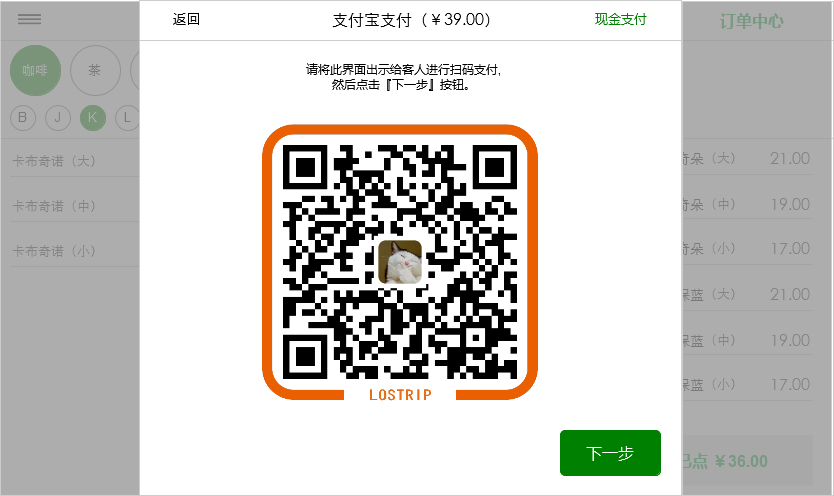 返回
支付宝支付（￥39.00）
现金支付
订单中心
请将此界面出示给客人进行扫码支付,
然后点击『下一步』按钮。
咖啡
茶
B
J
K
L
卡布奇诺（大）
卡布奇诺（中）
卡布奇诺（小）
奇朵（大） 21.00
奇朵（中） 19.00
奇朵（小） 17.00
保蓝（大） 21.00
保蓝（中） 19.00
保蓝（小） 17.00
LOSTRIP
下一步
已点 ￥36.00